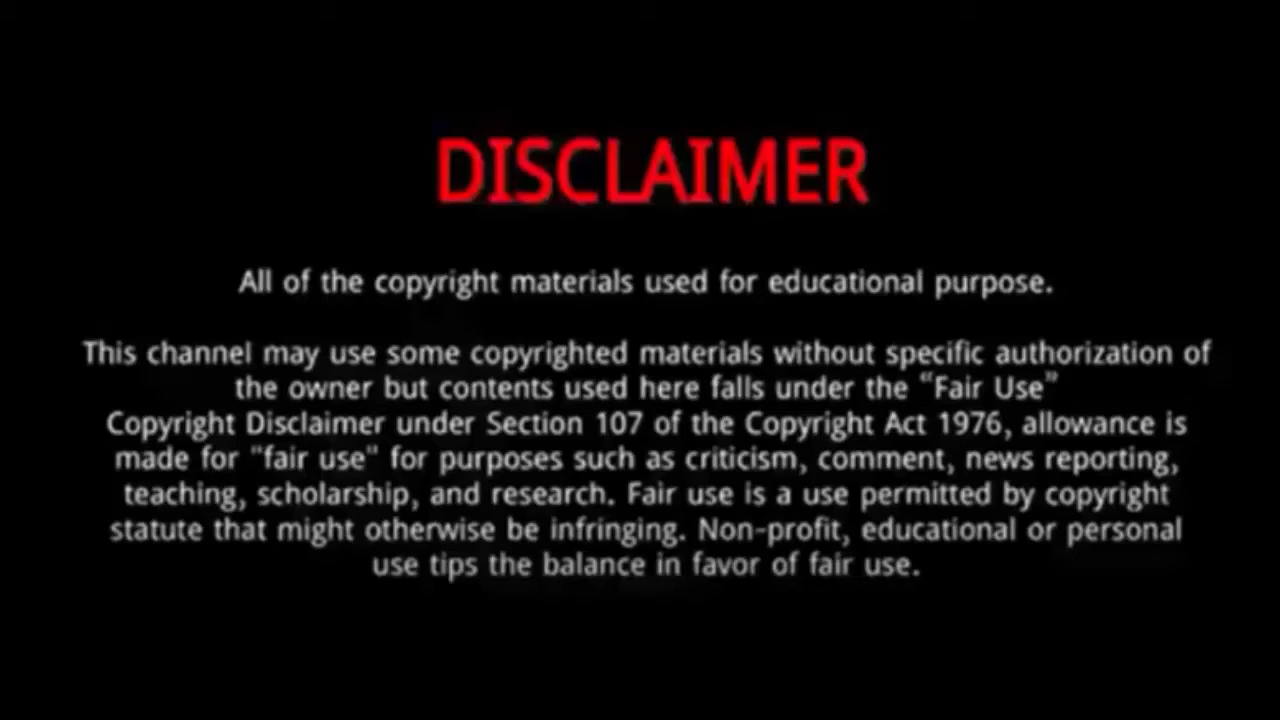 DISCLAIMER
All of the copyright materials used for educational purpose.
This channel may use some copyrighted materials without specific authorization of
the owner but contents used here falls under the “Fair Use”
Copyright Disclaimer under Section 107 of the Copyright Act 1976, allowance is
made for "fair use" for purposes such as criticism, comment, news reporting,
teaching, scholarship, and research. Fair use is a use permitted by copyright
statute that might otherwise be infringing. Non-profit, educational or personal
use tips the balance in favor of fair use.